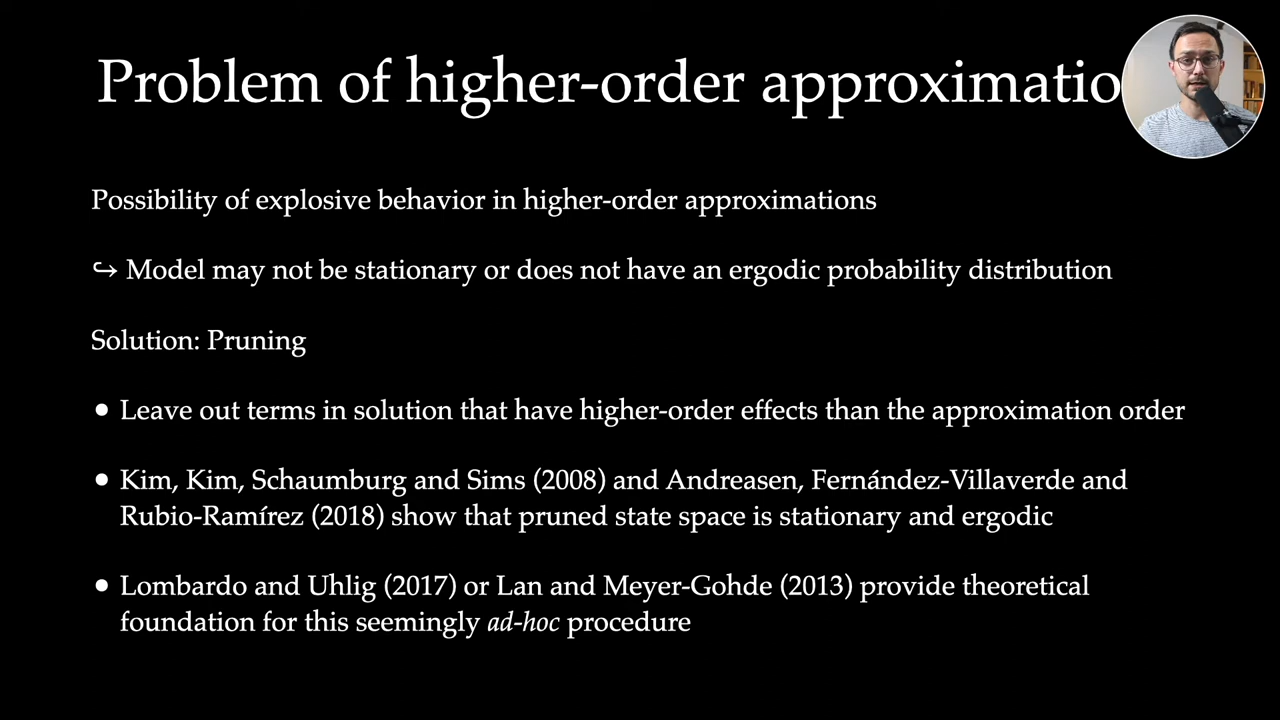 Problem of higher-order approximatio
Possibility of explosive behavior in higher-order approximations
↪ Model may not be stationary or does not have an ergodic probability distribution
Solution: Pruning
• Leave out terms in solution that have higher-order effects than the approximation order
• Kim, Kim, Schaumburg and Sims (2008) and Andreasen, Fernández-Villaverde and
Rubio-Ramírez (2018) show that pruned state space is stationary and ergodic
• Lombardo and Uhlig (2017) or Lan and Meyer-Gohde (2013) provide theoretical
foundation for this seemingly ad-hoc procedure